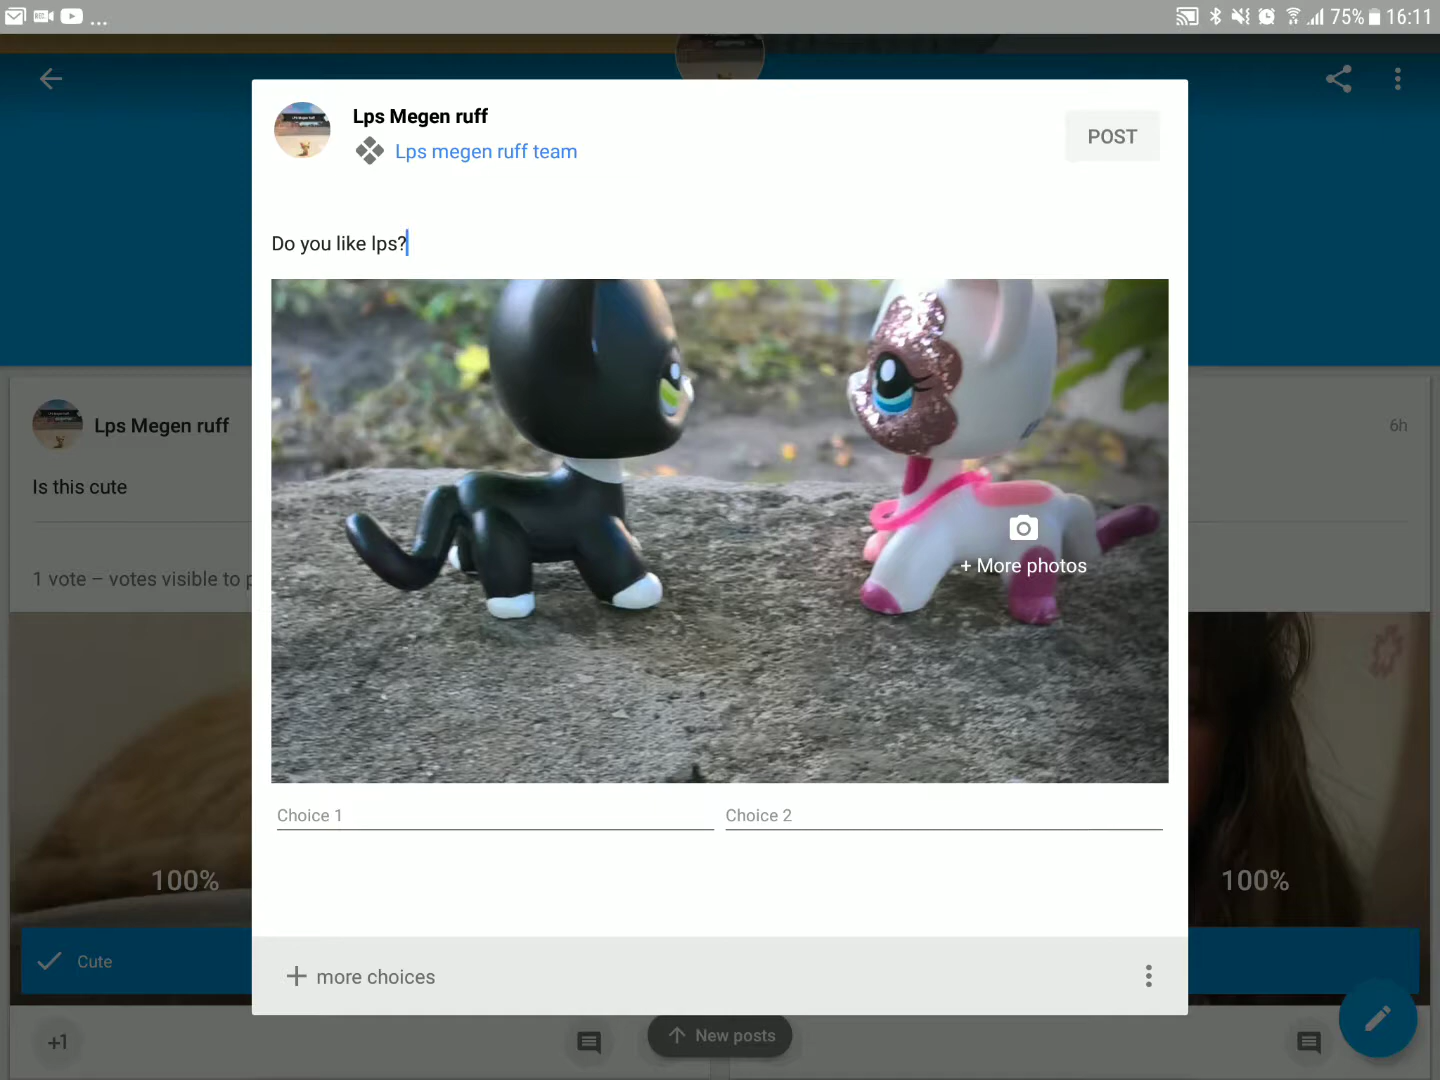 ...
75% 16:11
Lps Megen ruff
Lps megen ruff team
POST
Do you like lps?
+ More photos
Choice 1
Choice 2
+ more choices
Lps Megen ruff
6h
Is this cute
1 vote – votes visible to
100%
100%
Cute
+1
New posts